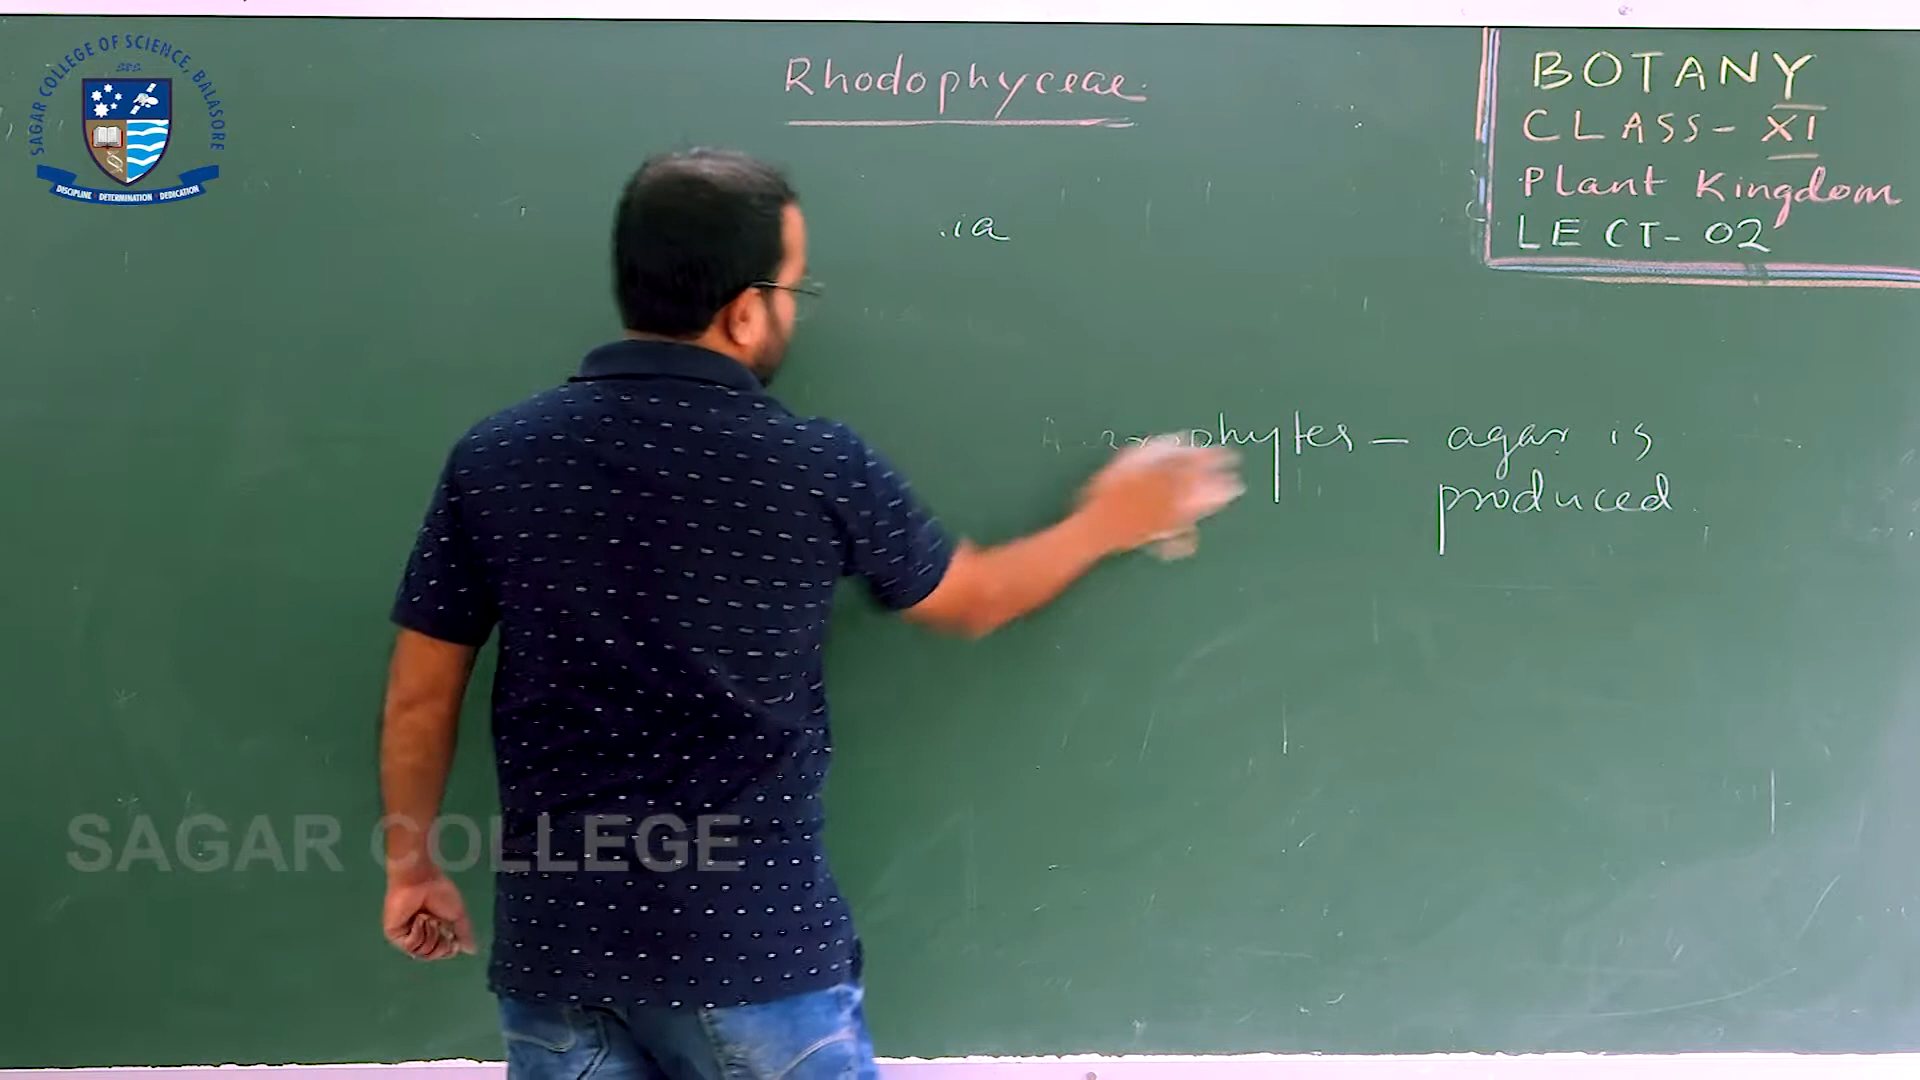 SAGAR COLLEGE OF SCIENCE, BALASORE
SCS
DISCIPLINE DETERMINATION DEDICATION
Rhodophyceae
BOTANY
CLASS- XI
Plant Kingdom
LECT- 02
ia
phytes – agar is
produced
SAGAR COLLEGE